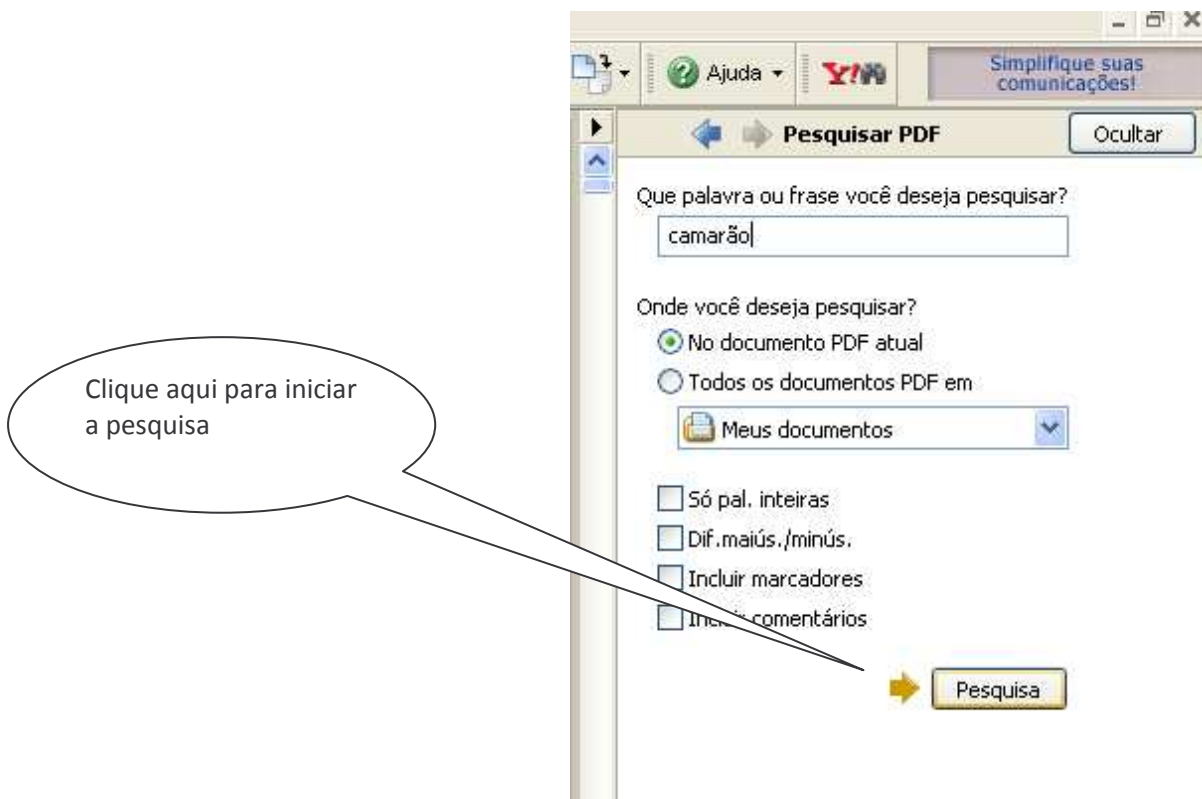 Ajuda
Y!
Simplifique suas
comunicações!
Pesquisar PDF
Ocultar
Que palavra ou frase você deseja pesquisar?
camarão
Onde você deseja pesquisar?
No documento PDF atual
Todos os documentos PDF em
Meus documentos
Só pal. inteiras
Dif.maiús./minús.
Incluir marcadores
Incluir comentários
Pesquisa
Clique aqui para iniciar
a pesquisa